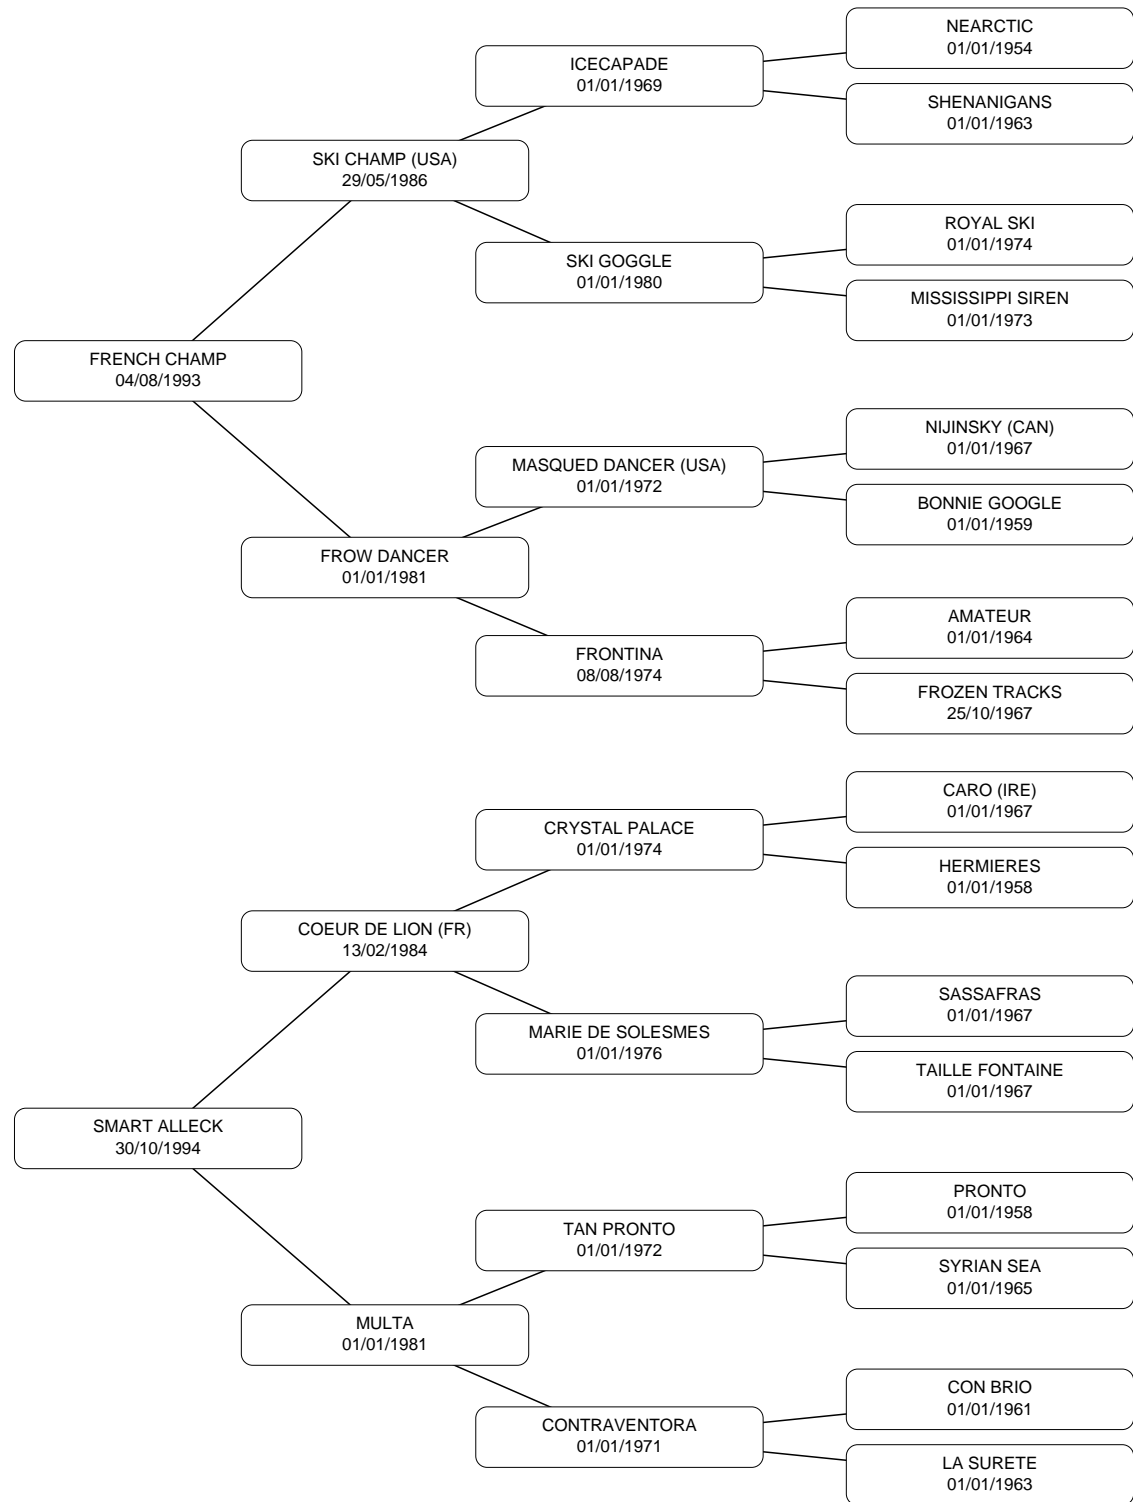 NEARCTIC
01/01/1954
ICECAPADE
01/01/1969
SHENANIGANS
01/01/1963
SKI CHAMP (USA)
29/05/1986
ROYAL SKI
01/01/1974
SKI GOGGLE
01/01/1980
MISSISSIPPI SIREN
01/01/1973
FRENCH CHAMP
04/08/1993
NIJINSKY (CAN)
01/01/1967
MASQUED DANCER (USA)
01/01/1972
BONNIE GOOGLE
01/01/1959
FROW DANCER
01/01/1981
AMATEUR
01/01/1964
FRONTINA
08/08/1974
FROZEN TRACKS
25/10/1967
CARO (IRE)
01/01/1967
CRYSTAL PALACE
01/01/1974
HERMIERES
01/01/1958
COEUR DE LION (FR)
13/02/1984
SASSAFRAS
01/01/1967
MARIE DE SOLESMES
01/01/1976
TAILLE FONTAINE
01/01/1967
SMART ALLECK
30/10/1994
PRONTO
01/01/1958
TAN PRONTO
01/01/1972
SYRIAN SEA
01/01/1965
MULTA
01/01/1981
CON BRIO
01/01/1961
CONTRAVENTORA
01/01/1971
LA SURETE
01/01/1963